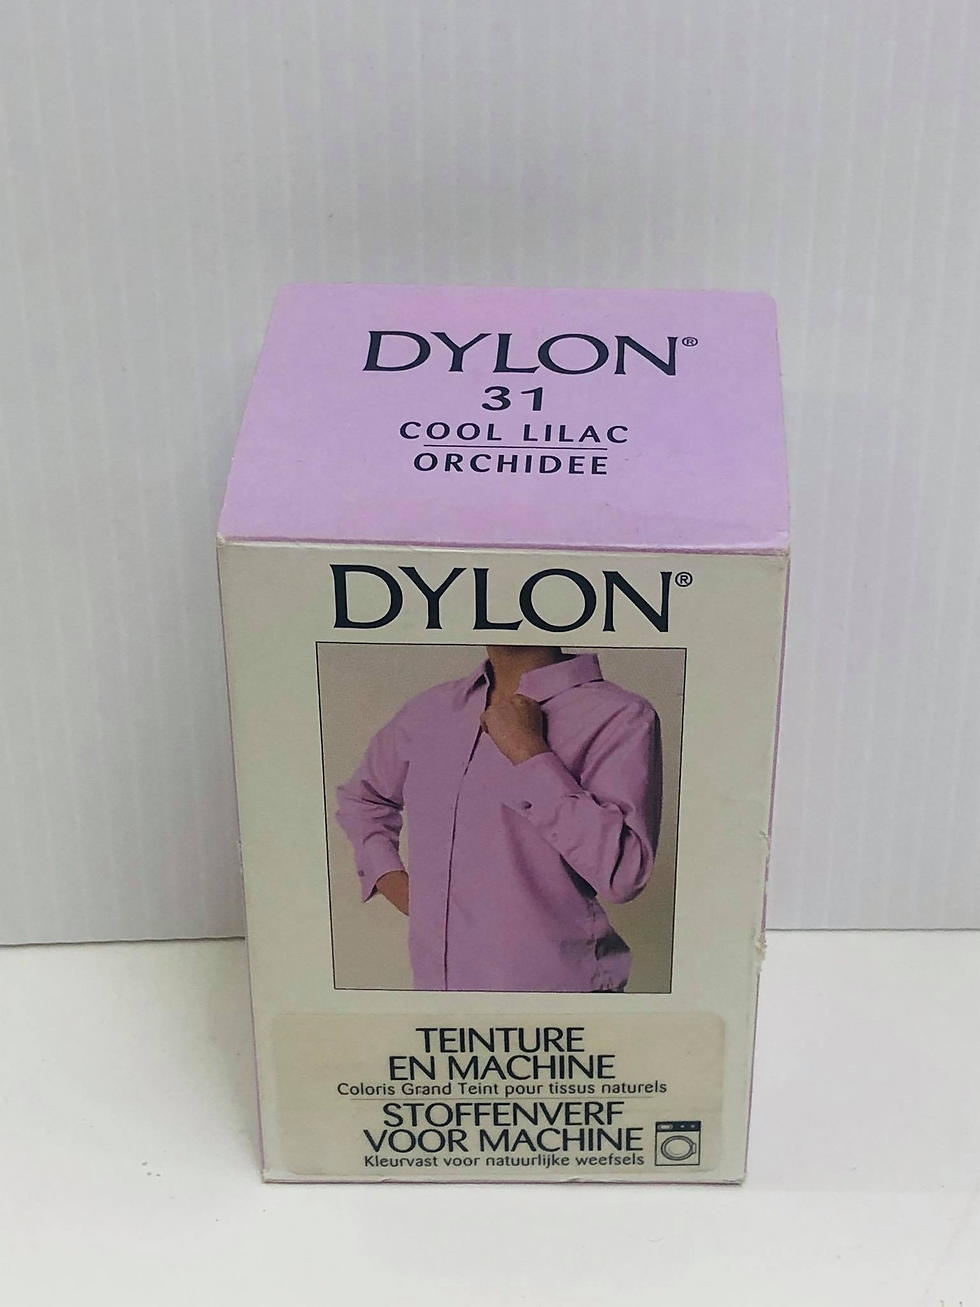 DYLON®
31
COOL LILAC
ORCHIDEE
DYLON®
TEINTURE
EN MACHINE
Coloris Grand Teint pour tissus naturels
STOFFENVERF
VOOR MACHINE
Kleurvast voor natuurlijke weefsels